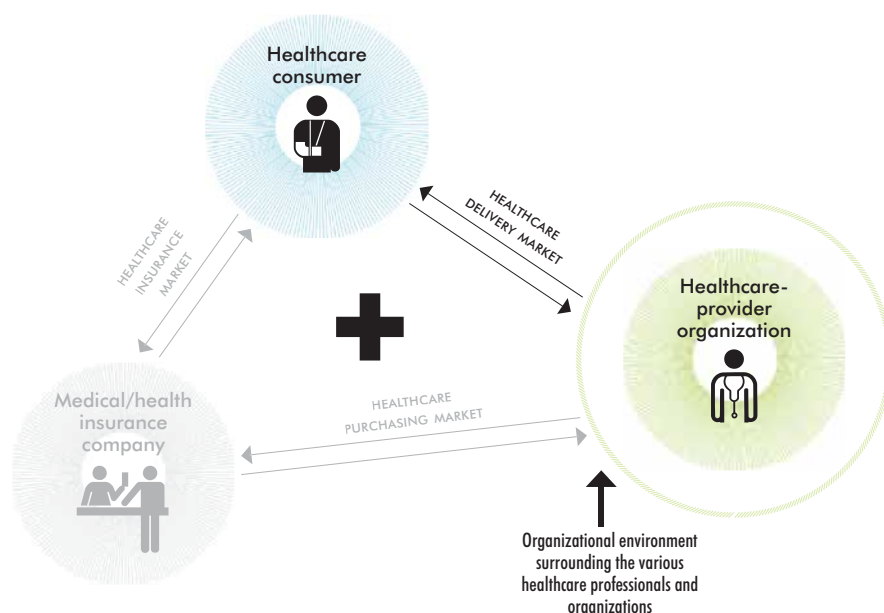 Healthcare
consumer
HEALTHCARE
INSURANCE
MARKET
HEALTHCARE
DELIVERY MARKET
Healthcare-
provider
organization
Medical/health
insurance
company
HEALTHCARE
PURCHASING MARKET
Organizational environment
surrounding the various
healthcare professionals and
organizations